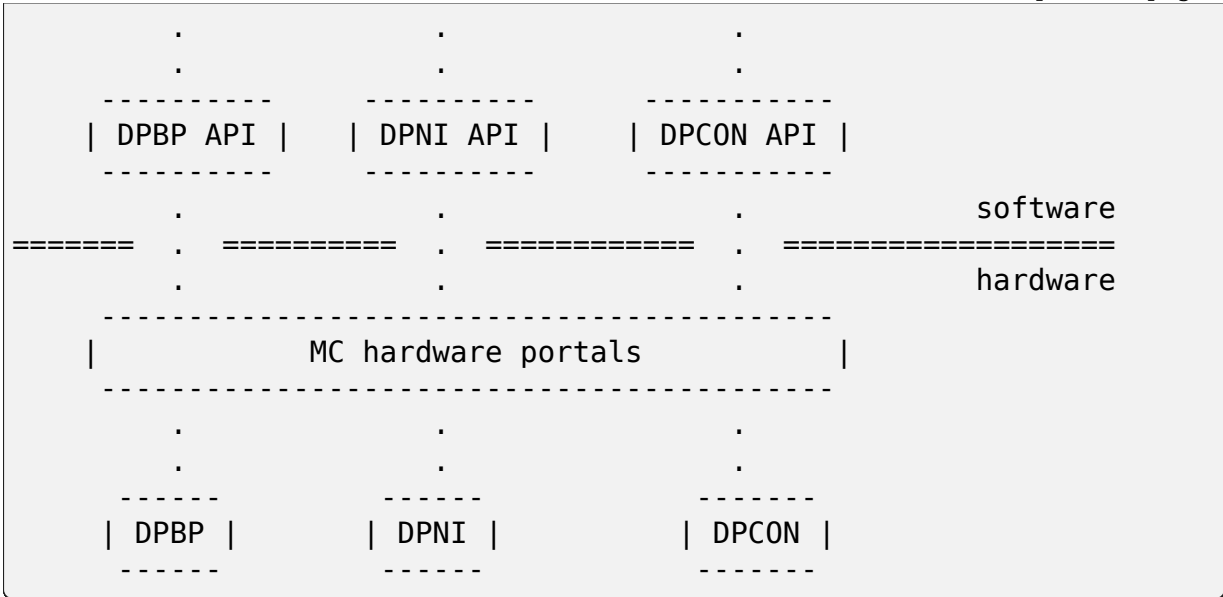 .               .                 .
.               .                 .
----------     ----------      -----------
| DPBP API |   | DPNI API |    | DPCON API |
----------     ----------      -----------
.               .                 .             software
=======  .  ==========  .  ============  .  ===================
.               .                 .             hardware
------------------------------------------
|            MC hardware portals           |
------------------------------------------
.               .                 .
.               .                 .
------         ------            -------
| DPBP |       | DPNI |          | DPCON |
------         ------            -------